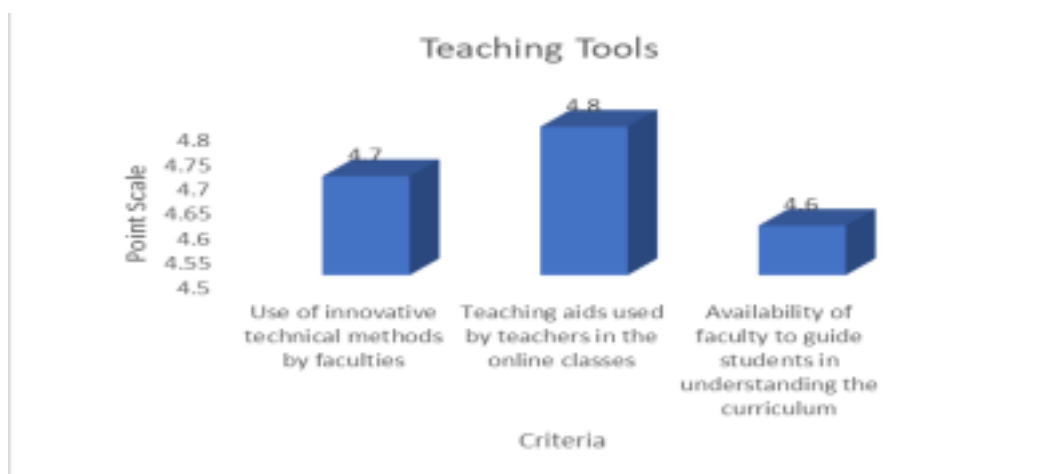 Teaching Tools
4.7
4.8
4.6
4.8
4.75
4.7
4.65
4.6
4.55
4.5
Point Scale
Use of innovative
technical methods
by faculties
Teaching aids used
by teachers in the
online classes
Availability of
faculty to guide
students in
understanding the
curriculum
Criteria